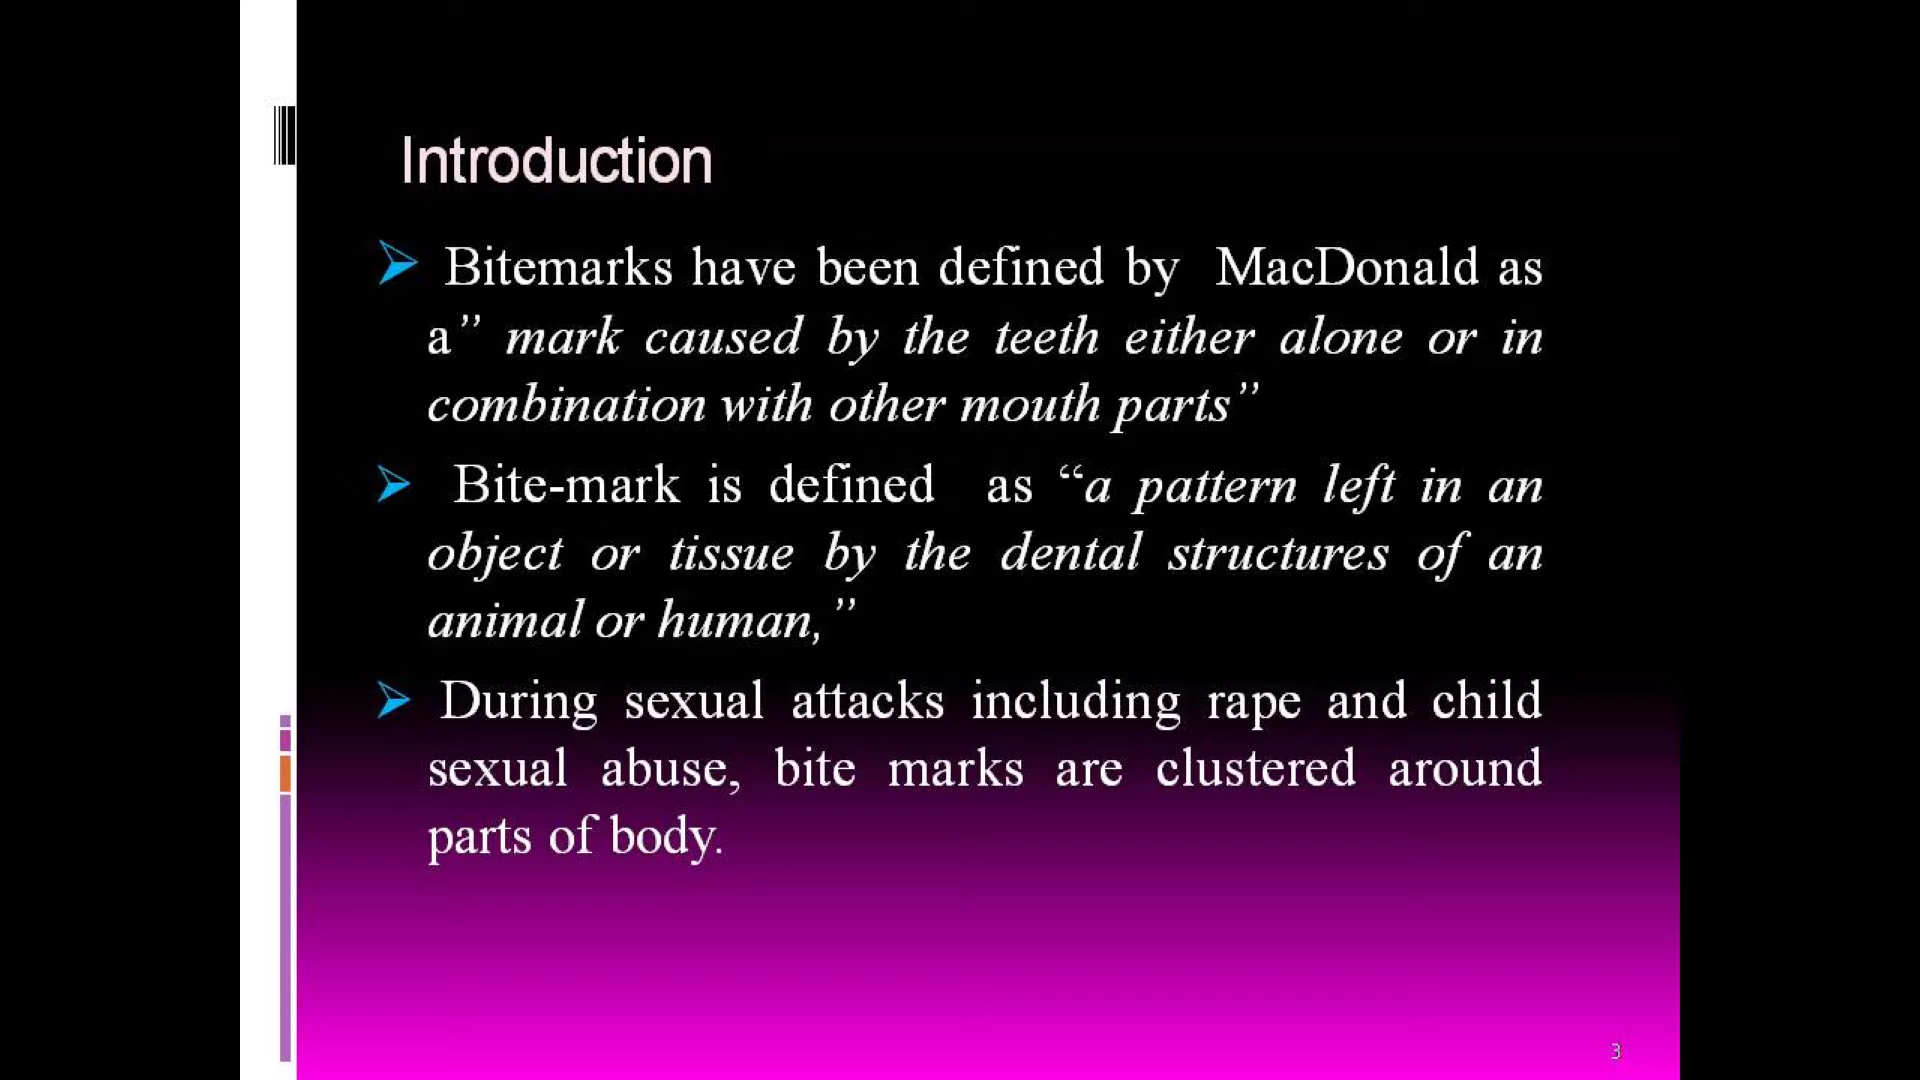 Introduction
Bitemarks have been defined by MacDonald as
a” mark caused by the teeth either alone or in
combination with other mouth parts”
Bite-mark is defined as “a pattern left in an
object or tissue by the dental structures of an
animal or human,”
During sexual attacks including rape and child
sexual abuse, bite marks are clustered around
parts of body.
3